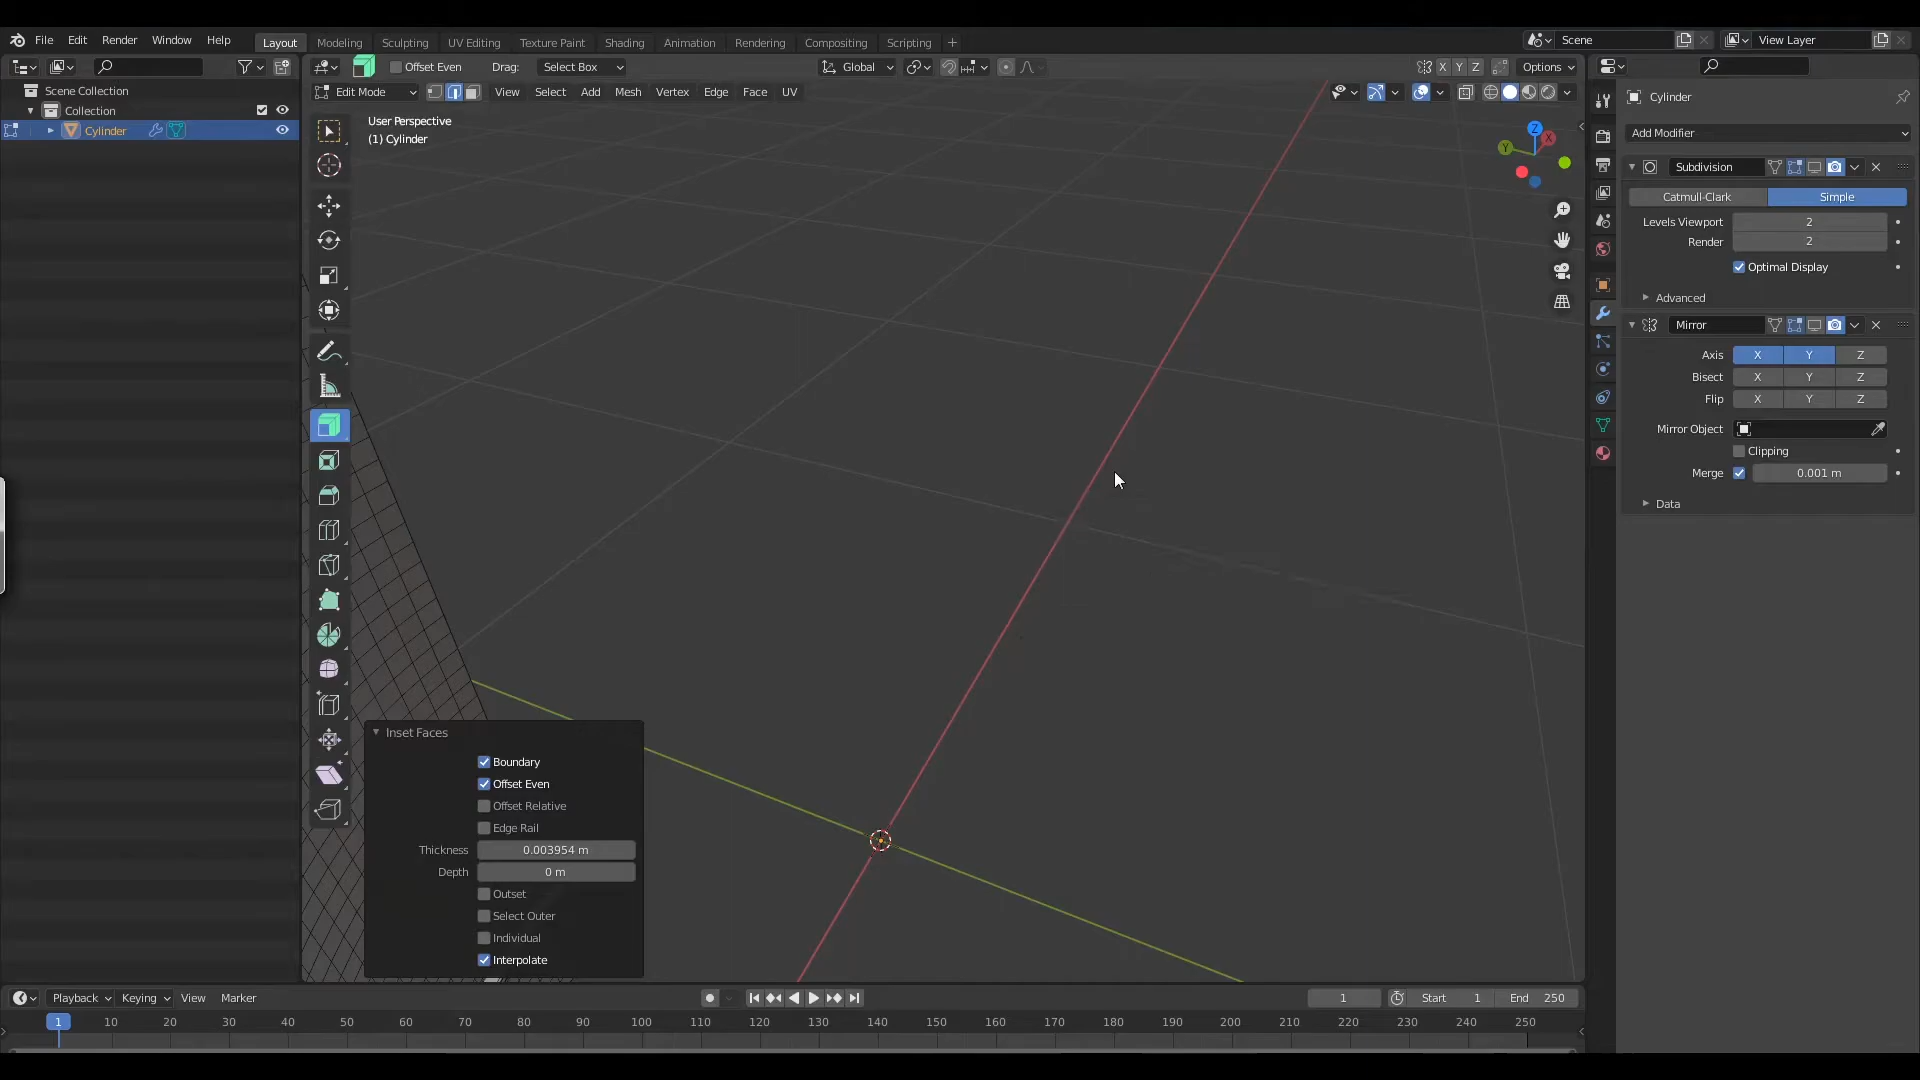 File Edit Render Window Help Layout Modeling Sculpting UV Editing Texture Paint Shading Animation Rendering Compositing Scripting + Scene View Layer
Offset Even Drag: Select Box Global X Y Z Options
Edit Mode View Select Add Mesh Vertex Edge Face UV
Scene Collection
Collection
Cylinder
User Perspective
(1) Cylinder
Z
X
Y
Cylinder
Add Modifier
Subdivision
Catmull-Clark Simple
Levels Viewport 2
Render 2
Optimal Display
Advanced
Mirror
Axis X Y Z
Bisect X Y Z
Flip X Y Z
Mirror Object
Clipping
Merge 0.001 m
Data
Inset Faces
Boundary
Offset Even
Offset Relative
Edge Rail
Thickness 0.003954 m
Depth 0 m
Outset
Select Outer
Individual
Interpolate
Playback Keying View Marker 1 Start 1 End 250
1 10 20 30 40 50 60 70 80 90 100 110 120 130 140 150 160 170 180 190 200 210 220 230 240 250